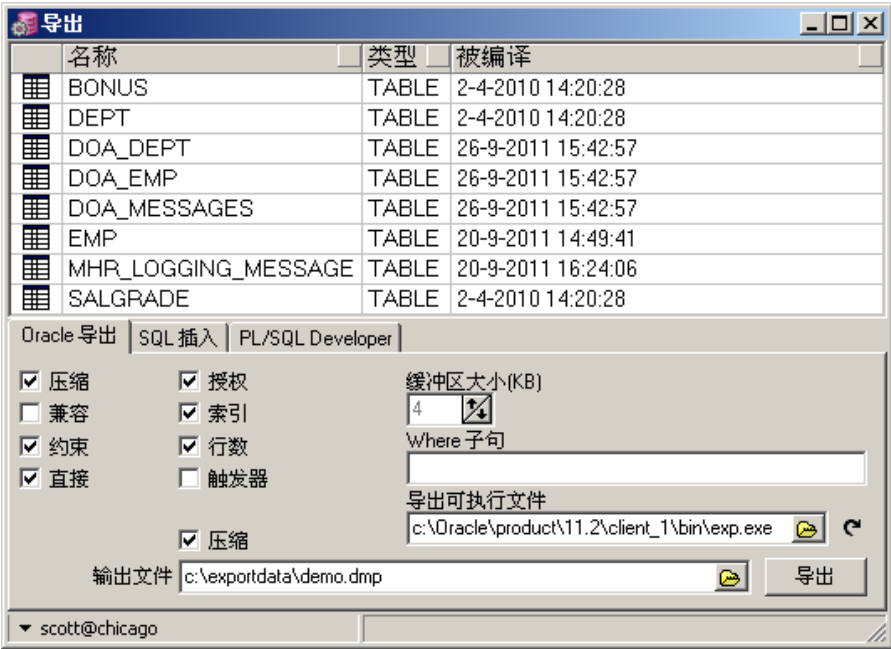 导出
名称 类型 被编译
BONUS TABLE 2-4-2010 14:20:28
DEPT TABLE 2-4-2010 14:20:28
DOA_DEPT TABLE 26-9-2011 15:42:57
DOA_EMP TABLE 26-9-2011 15:42:57
DOA_MESSAGES TABLE 26-9-2011 15:42:57
EMP TABLE 20-9-2011 14:49:41
MHR_LOGGING_MESSAGE TABLE 20-9-2011 16:24:06
SALGRADE TABLE 2-4-2010 14:20:28
Oracle 导出 SQL 插入 PL/SQL Developer
压缩 授权 缓冲区大小(KB)
兼容 索引 4
约束 行数 Where 子句
直接 触发器
导出可执行文件
压缩 c:\Oracle\product\11.2\client_1\bin\exp.exe
输出文件 c:\exportdata\demo.dmp 导出
scott@chicago